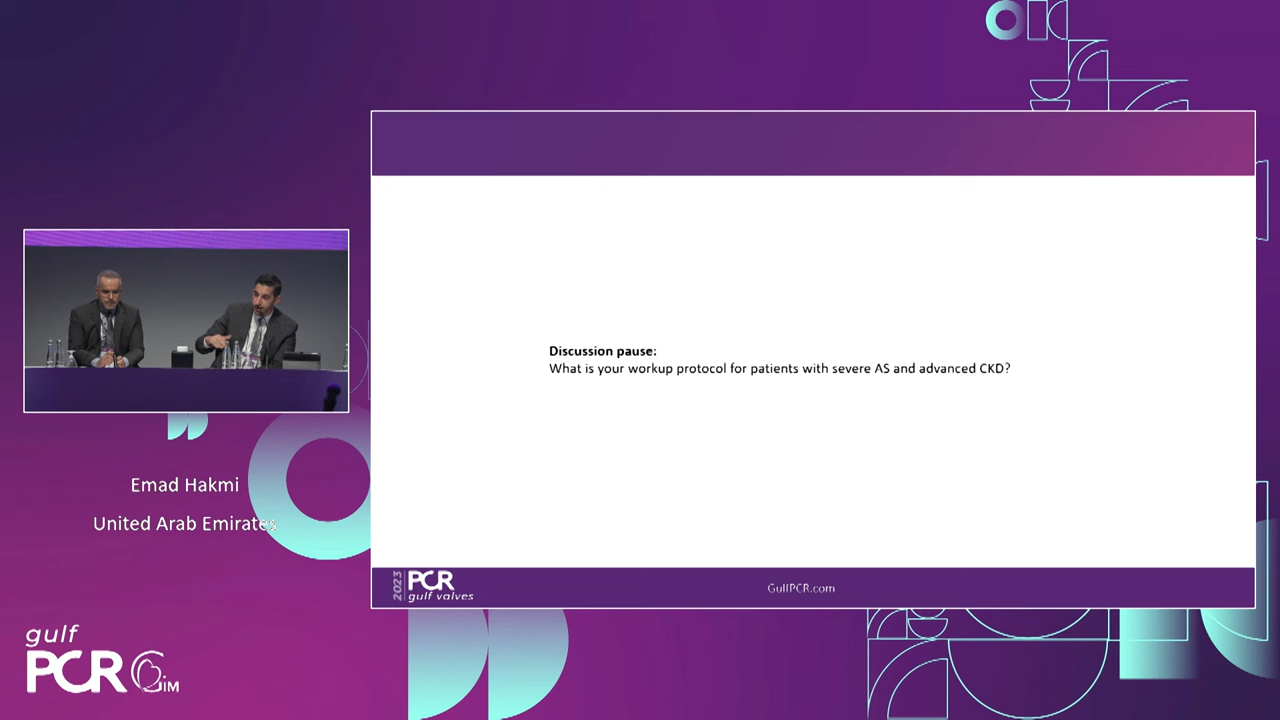 Discussion pause:
What is your workup protocol for patients with severe AS and advanced CKD?
Emad Hakmi
United Arab Emirates
2023 PCR
gulf valves
GulfPCR.com
gulf
PCR GIM